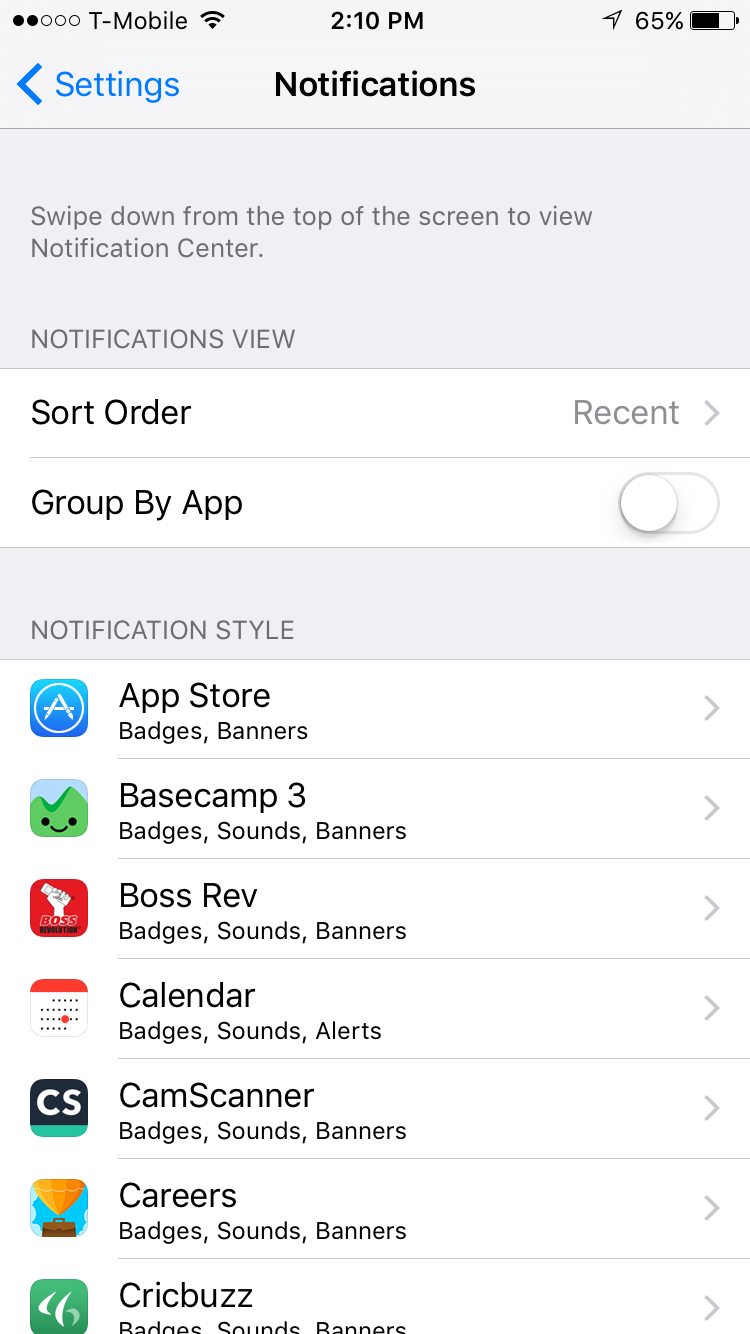 T-Mobile 2:10 PM 65%
Settings Notifications
Swipe down from the top of the screen to view
Notification Center.
NOTIFICATIONS VIEW
Sort Order Recent
Group By App
NOTIFICATION STYLE
App Store
Badges, Banners
Basecamp 3
Badges, Sounds, Banners
BOSS
REVOLUTION
Boss Rev
Badges, Sounds, Banners
Calendar
Badges, Sounds, Alerts
CS
CamScanner
Badges, Sounds, Banners
Careers
Badges, Sounds, Banners
Cricbuzz
Badges, Sounds, Banners